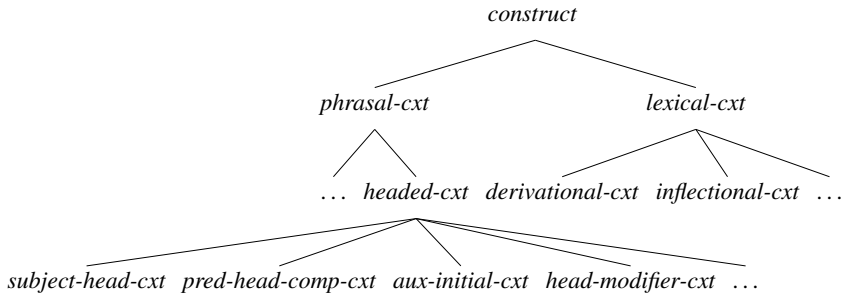 construct
phrasal-cxt lexical-cxt
... headed-cxt derivational-cxt inflectional-cxt ...
subject-head-cxt pred-head-comp-cxt aux-initial-cxt head-modifier-cxt ...